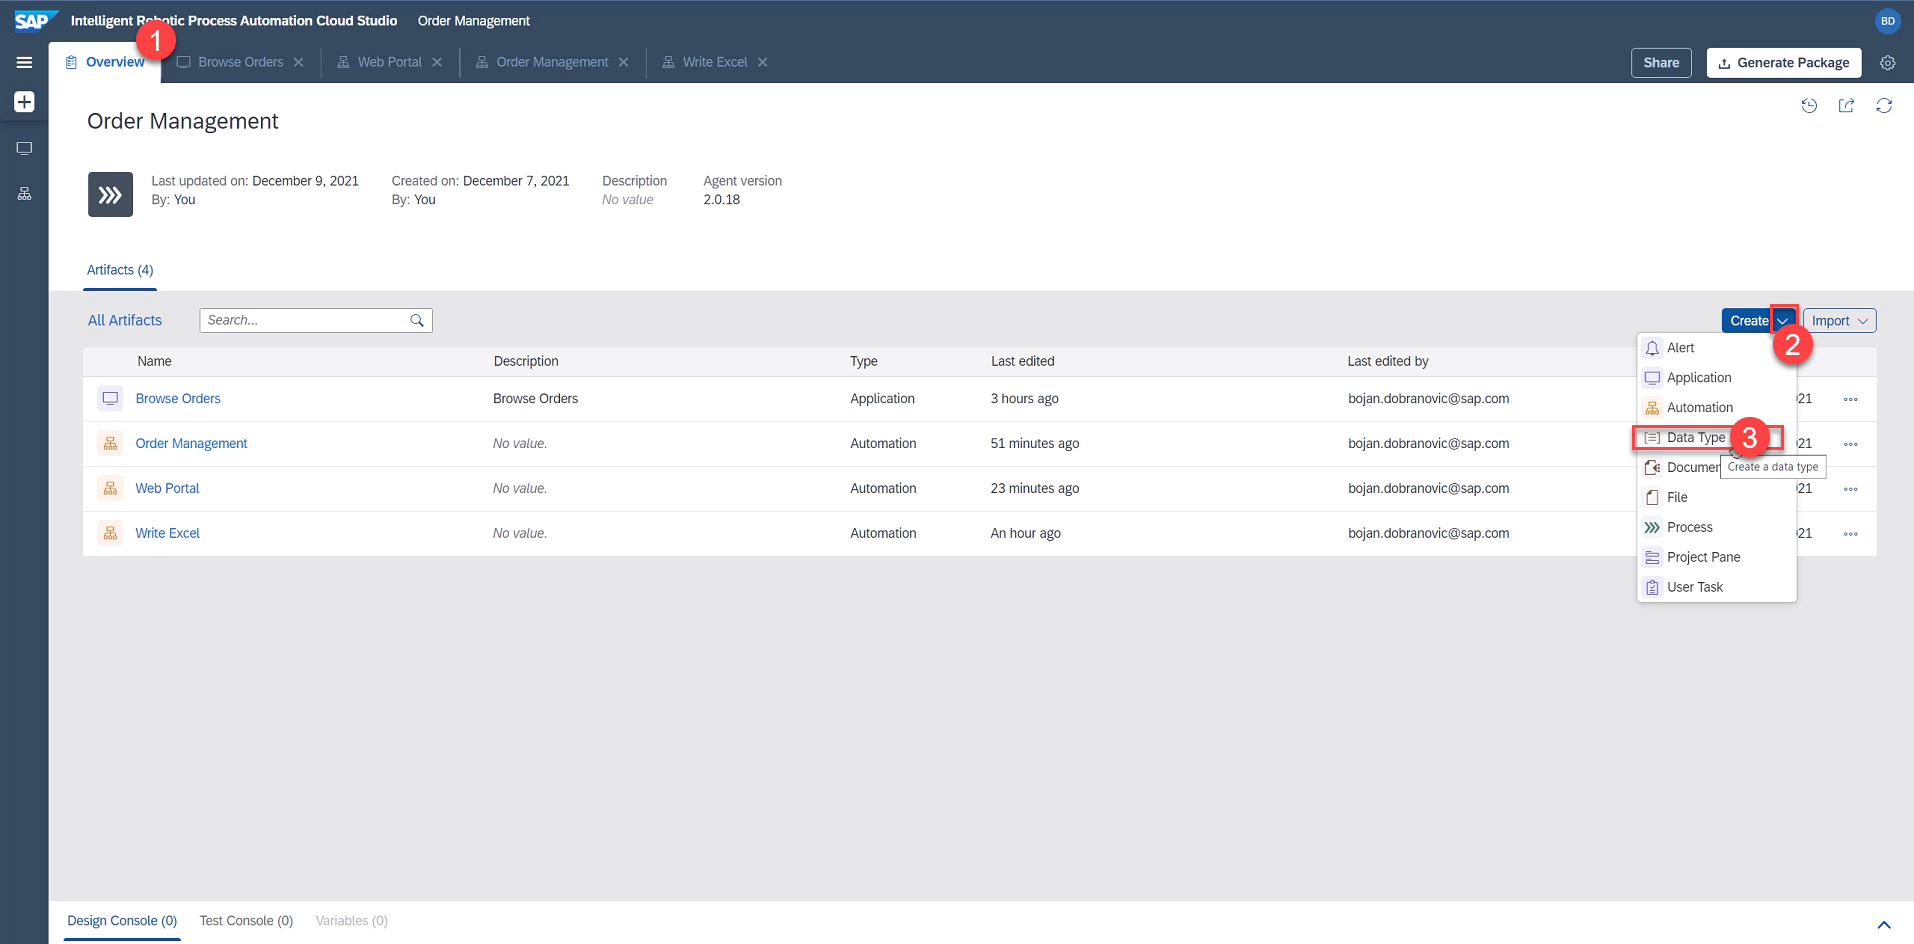 SAP Intelligent Robotic Process Automation Cloud Studio Order Management BD
1
Overview Browse Orders Web Portal Order Management Write Excel Share Generate Package
Order Management
Last updated on: December 9, 2021 Created on: December 7, 2021 Description Agent version
By: You By: You No value 2.0.18
Artifacts (4)
All Artifacts Search... Create Import
2
Name Description Type Last edited Last edited by
Browse Orders Browse Orders Application 3 hours ago bojan.dobranovic@sap.com 021
Order Management No value. Automation 51 minutes ago bojan.dobranovic@sap.com 021
Web Portal No value. Automation 23 minutes ago bojan.dobranovic@sap.com 021
Write Excel No value. Automation An hour ago bojan.dobranovic@sap.com 021
Alert
Application
Automation
Data Type 3
Documen
Create a data type
File
Process
Project Pane
User Task
Design Console (0) Test Console (0) Variables (0)